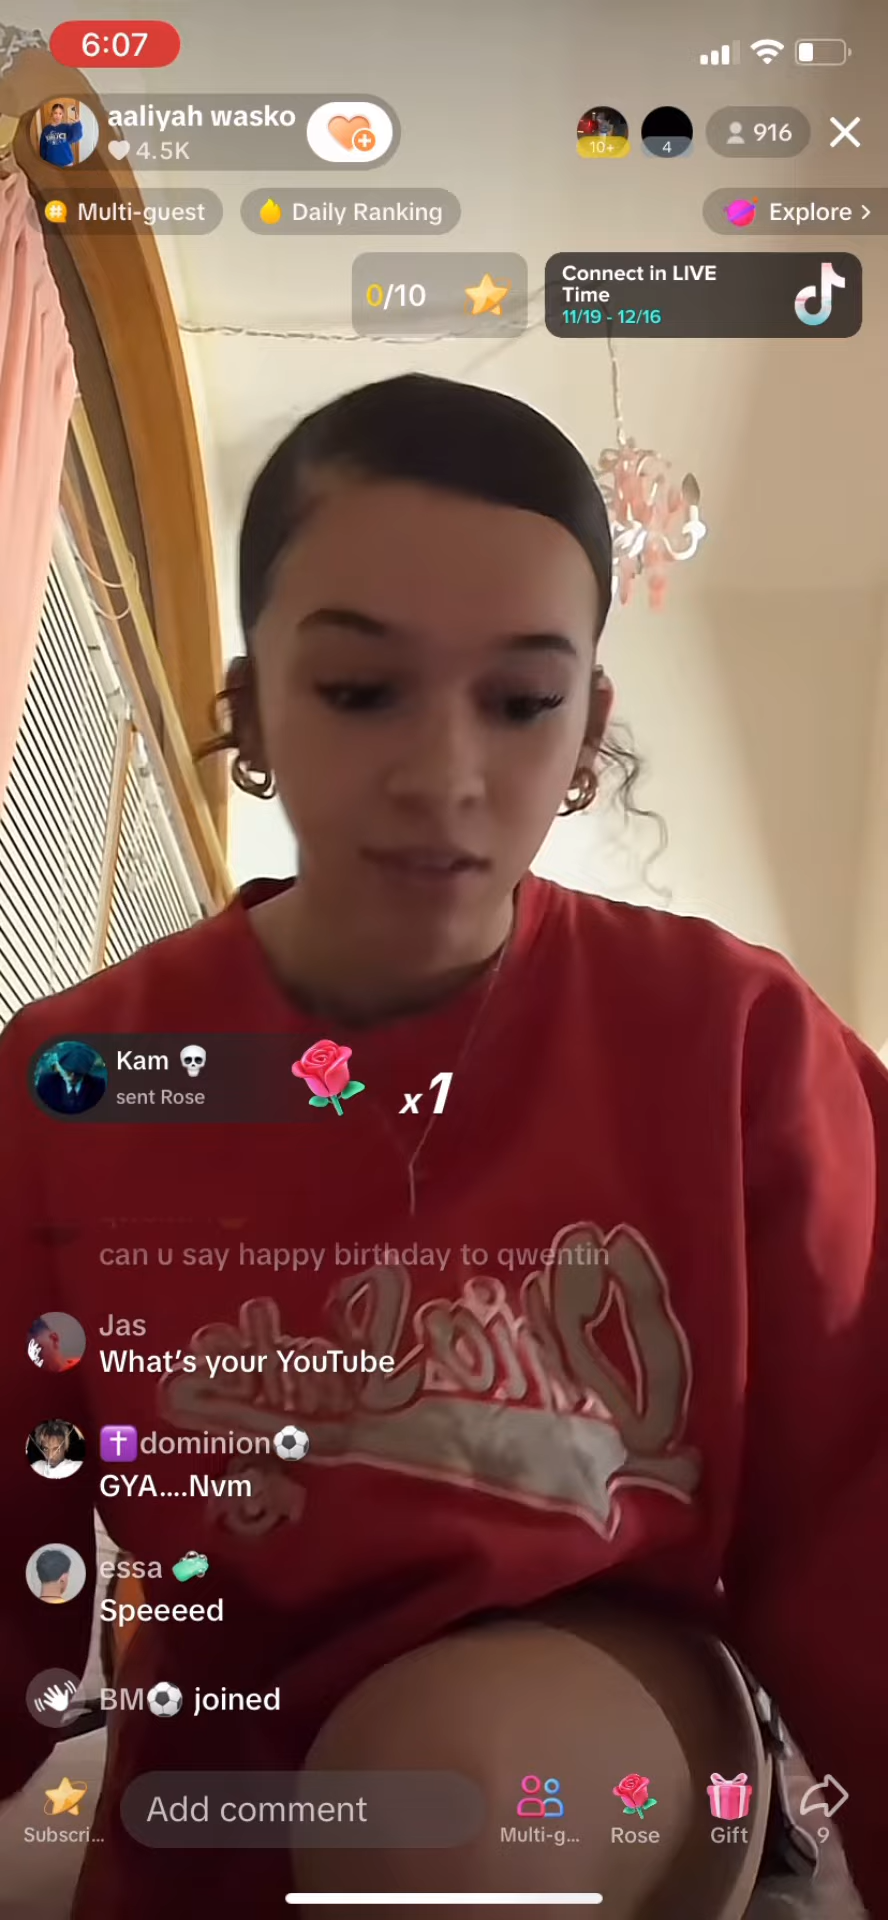 6:07
aaliyah wasko
4.5K
10+
4
916
Multi-guest
Daily Ranking
Explore >
0/10
Connect in LIVE
Time
11/19 - 12/16
Kam
sent Rose
x1
can u say happy birthday to qwentin
Jas
What's your YouTube
dominion
GYA....Nvm
essa
Speeeed
BM joined
Subscri...
Add comment
Multi-g...
Rose
Gift
9